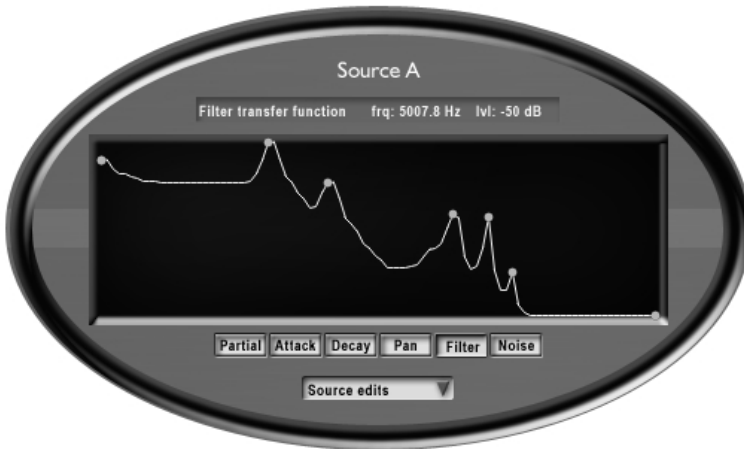 Source A
Filter transfer function frq: 5007.8 Hz lvl: -50 dB
Partial Attack Decay Pan Filter Noise
Source edits